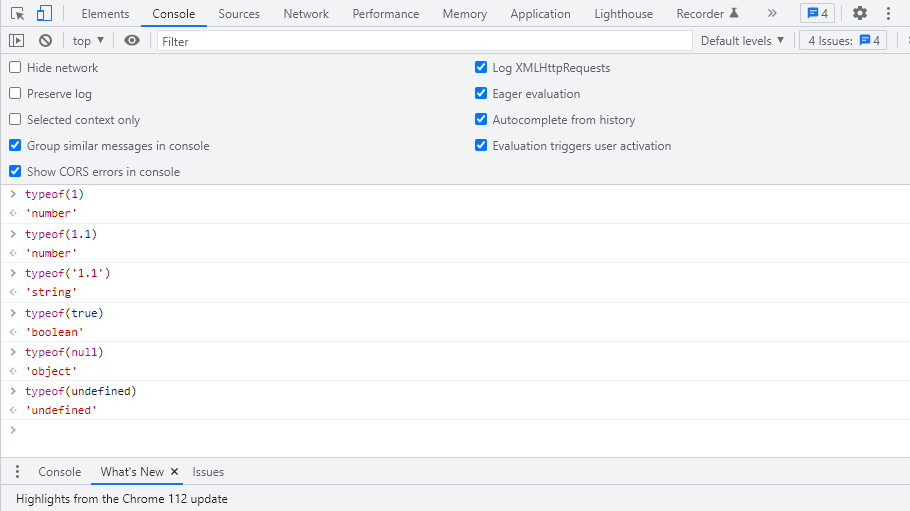 Elements Console Sources Network Performance Memory Application Lighthouse Recorder 4
top Filter Default levels 4 Issues: 4
Hide network Log XMLHttpRequests
Preserve log Eager evaluation
Selected context only Autocomplete from history
Group similar messages in console Evaluation triggers user activation
Show CORS errors in console
typeof(1)
'number'
typeof(1.1)
'number'
typeof('1.1')
'string'
typeof(true)
'boolean'
typeof(null)
'object'
typeof(undefined)
'undefined'
Console What's New Issues
Highlights from the Chrome 112 update